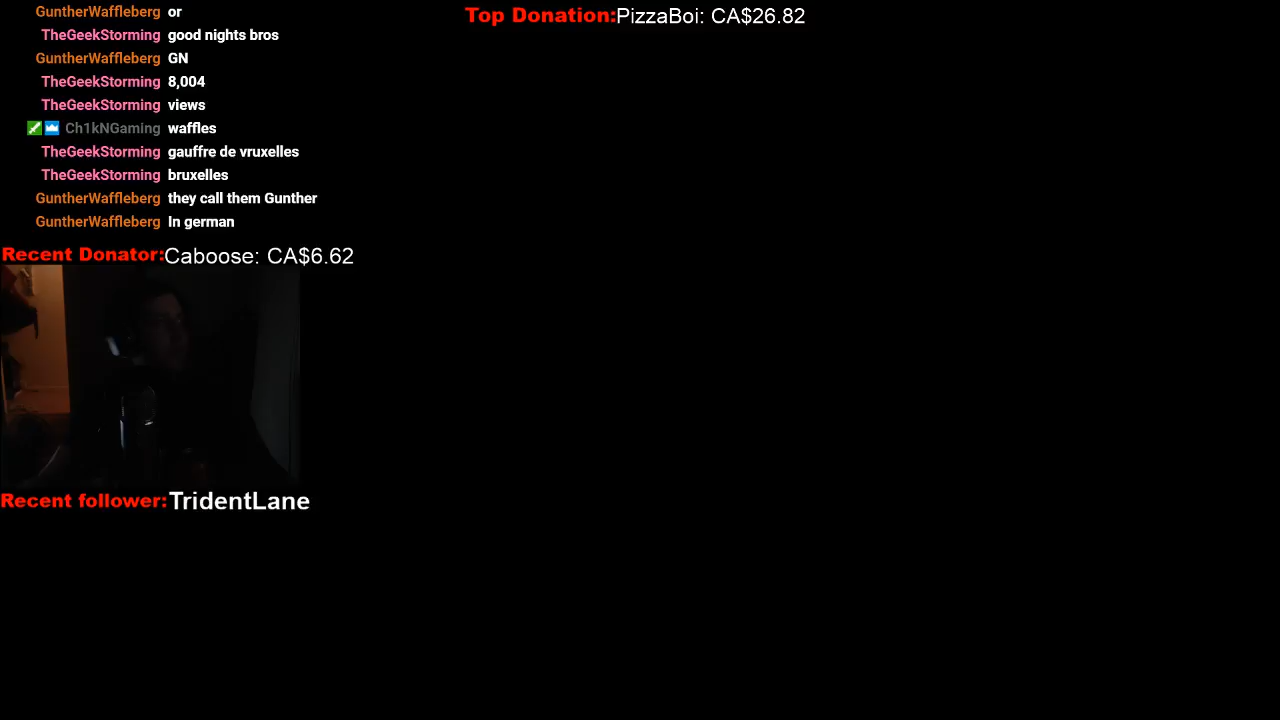 GuntherWaffleberg or
Top Donation:PizzaBoi: CA$26.82
TheGeekStorming good nights bros
GuntherWaffleberg GN
TheGeekStorming 8,004
TheGeekStorming views
Ch1kNGaming waffles
TheGeekStorming gauffre de vruxelles
TheGeekStorming bruxelles
GuntherWaffleberg they call them Gunther
GuntherWaffleberg In german
Recent Donator:Caboose: CA$6.62
Recent follower:TridentLane